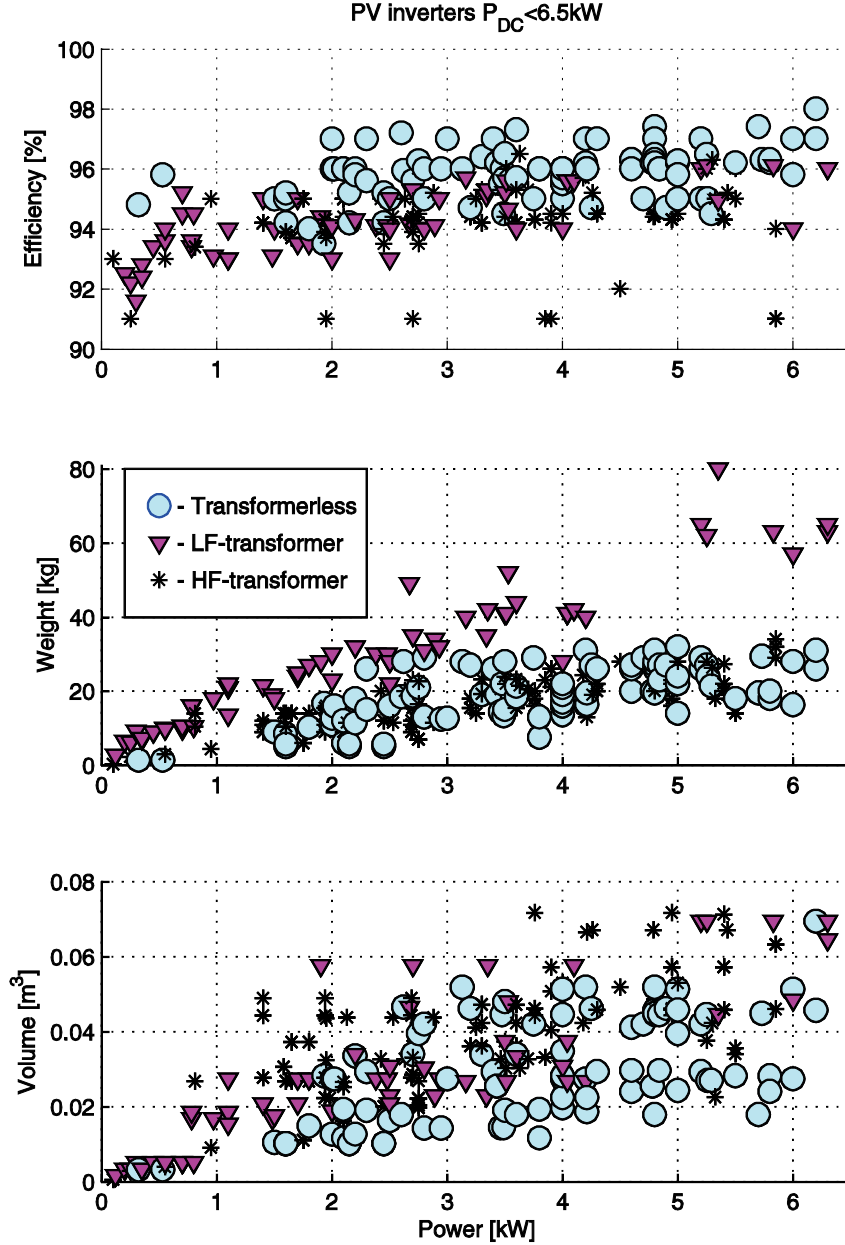 PV inverters P_DC<6.5kW
100
98
96
94
92
90
Efficiency [%]
0 1 2 3 4 5 6
80
60
40
20
0
Weight [kg]
- Transformerless
- LF-transformer
- HF-transformer
0 1 2 3 4 5 6
0.08
0.06
0.04
0.02
0
Volume [m³]
0 1 2 3 4 5 6
Power [kW]